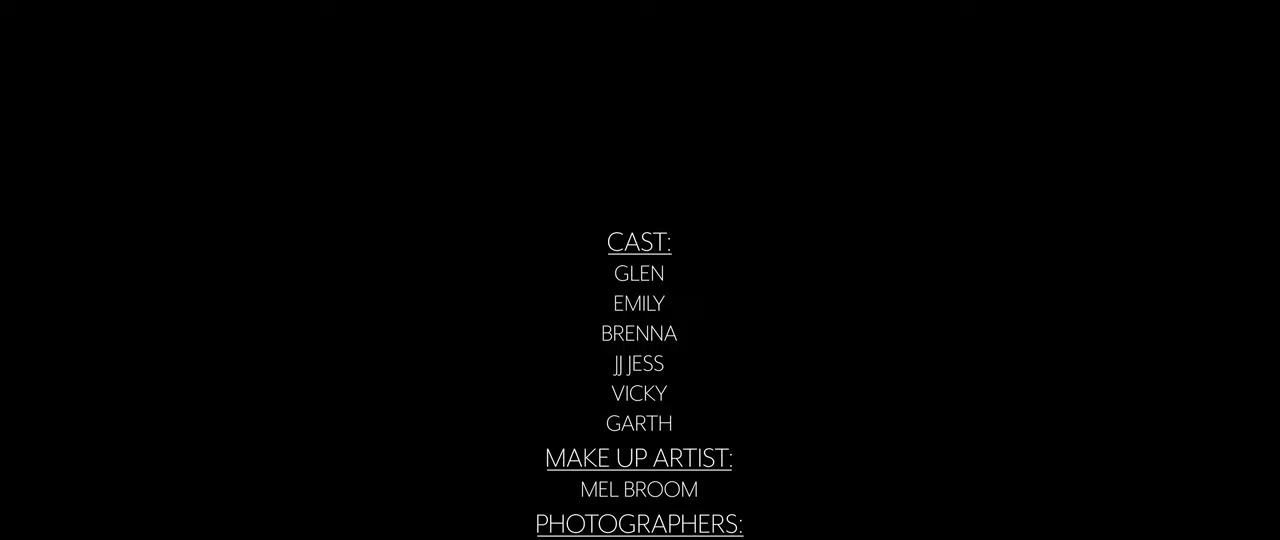 CAST:
GLEN
EMILY
BRENNA
JJ JESS
VICKY
GARTH
MAKE UP ARTIST:
MEL BROOM
PHOTOGRAPHERS: